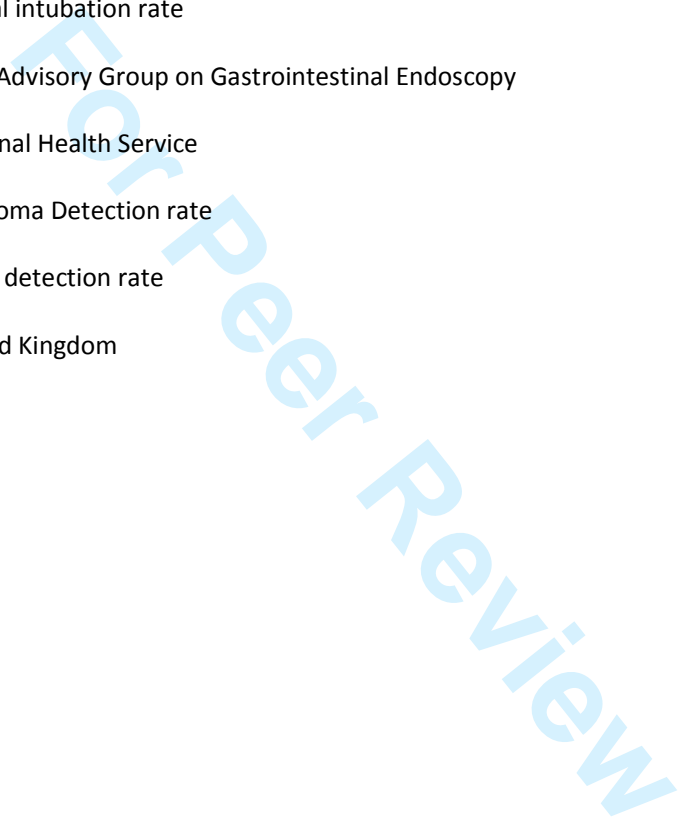 l intubation rate
Advisory Group on Gastrointestinal Endoscopy
nal Health Service
oma Detection rate
detection rate
d Kingdom
For Peer Review